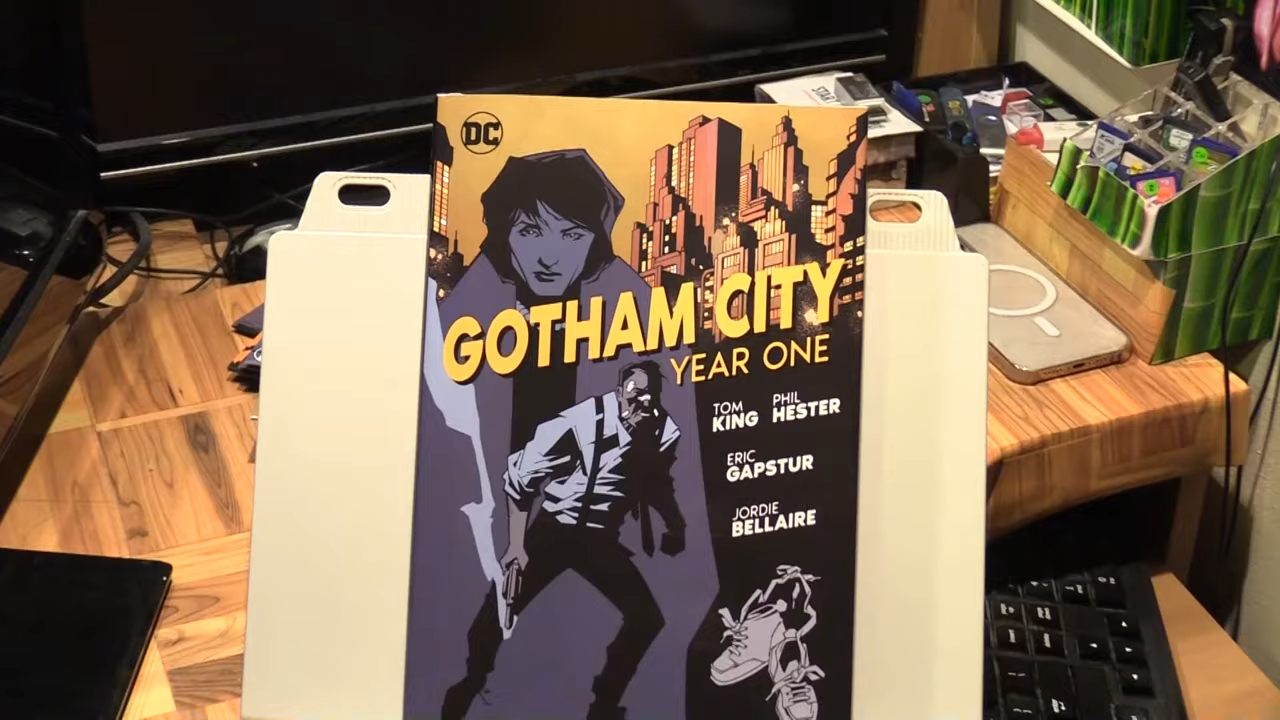 DC
GOTHAM CITY
YEAR ONE
TOM KING
PHIL HESTER
ERIC
GAPSTUR
JORDIE
BELLAIRE